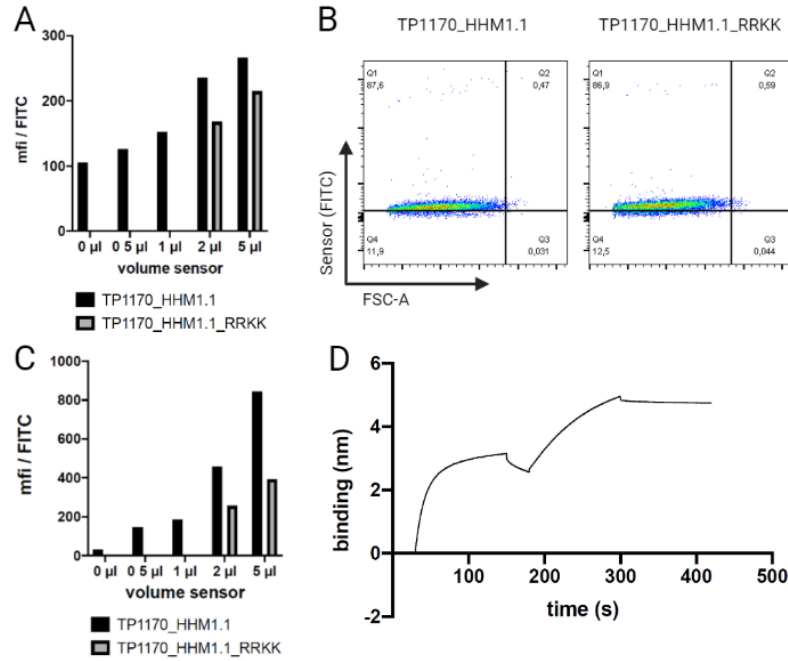 A
300
200
100
0
mfi / FITC
0 µl
0 5 µl
1 µl
2 µl
5 µl
volume sensor
TP1170_HHM1.1
TP1170_HHM1.1_RRKK
B
TP1170_HHM1.1
TP1170_HHM1.1_RRKK
Q1
87,6
Q2
0,47
Q4
11,9
Q3
0,031
Q1
86,9
Q2
0,59
Q4
12,5
Q3
0,044
Sensor (FITC)
FSC-A
C
1000
800
600
400
200
0
mfi / FITC
0 µl
0 5 µl
1 µl
2 µl
5 µl
volume sensor
TP1170_HHM1.1
TP1170_HHM1.1_RRKK
D
6
4
2
0
-2
binding (nm)
100
200
300
400
500
time (s)